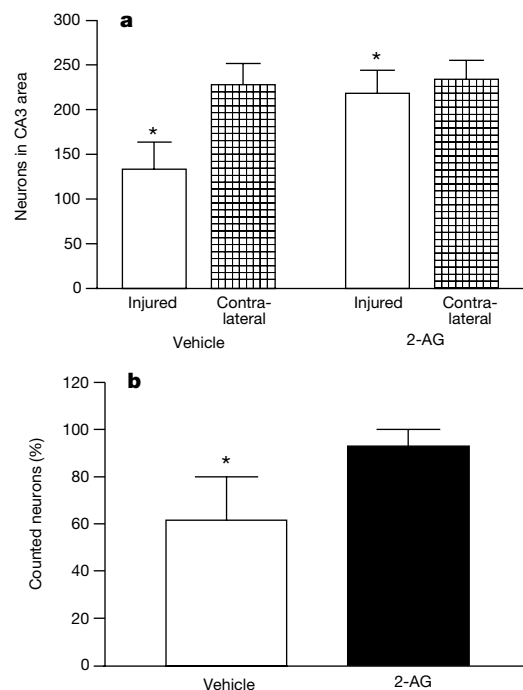 a
Neurons in CA3 area
300
250
200
150
100
50
0
*
*
Injured
Contra-
lateral
Injured
Contra-
lateral
Vehicle
2-AG
b
Counted neurons (%)
120
100
80
60
40
20
0
*
Vehicle
2-AG